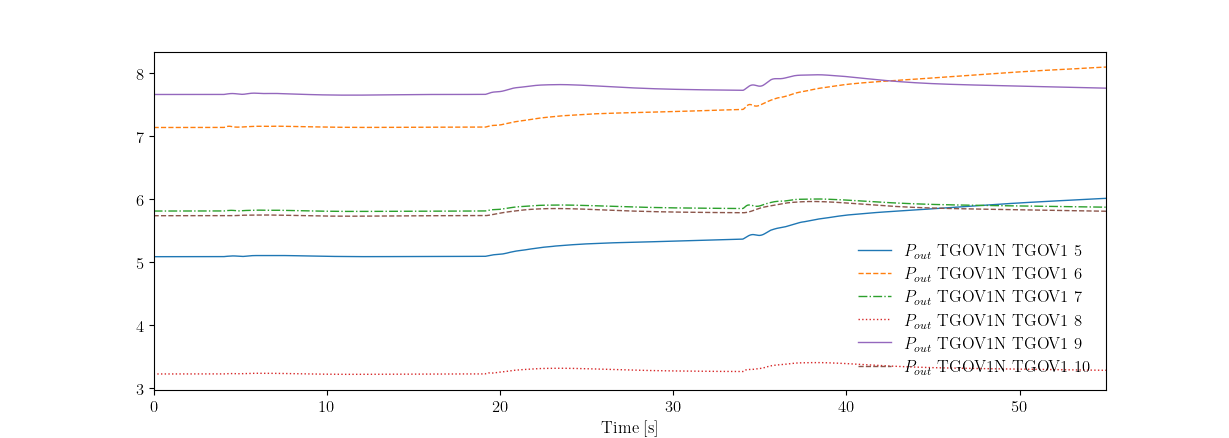 8
7
6
5
4
3
0 10 20 30 40 50
Time [s]
P_out TGOV1N TGOV1 5
P_out TGOV1N TGOV1 6
P_out TGOV1N TGOV1 7
P_out TGOV1N TGOV1 8
P_out TGOV1N TGOV1 9
P_out TGOV1N TGOV1 10